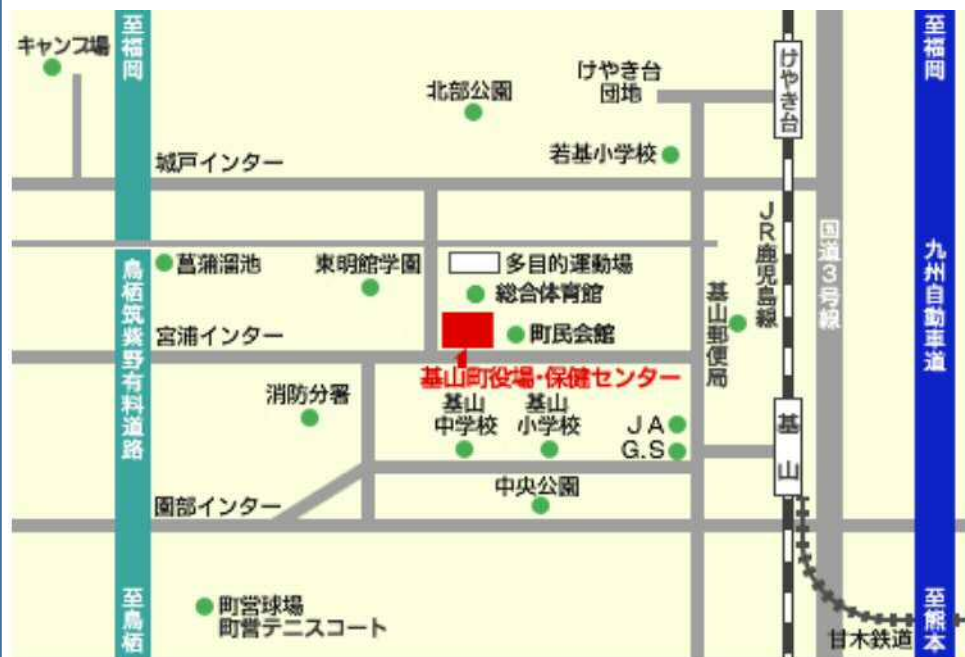 至福岡
至福岡
キャンプ場
けやき台
けやき台
団地
北部公園
若基小学校
城戸インター
JR鹿児島線
国道3号線
九州自動車道
鳥栖筑紫野有料道路
菖蒲溜池
東明館学園
多目的運動場
総合体育館
基山郵便局
宮浦インター
町民会館
基山町役場・保健センター
消防分署
基山
中学校
基山
小学校
JA
G.S
基山
中央公園
園部インター
町営球場
町営テニスコート
至鳥栖
甘木鉄道
至熊本